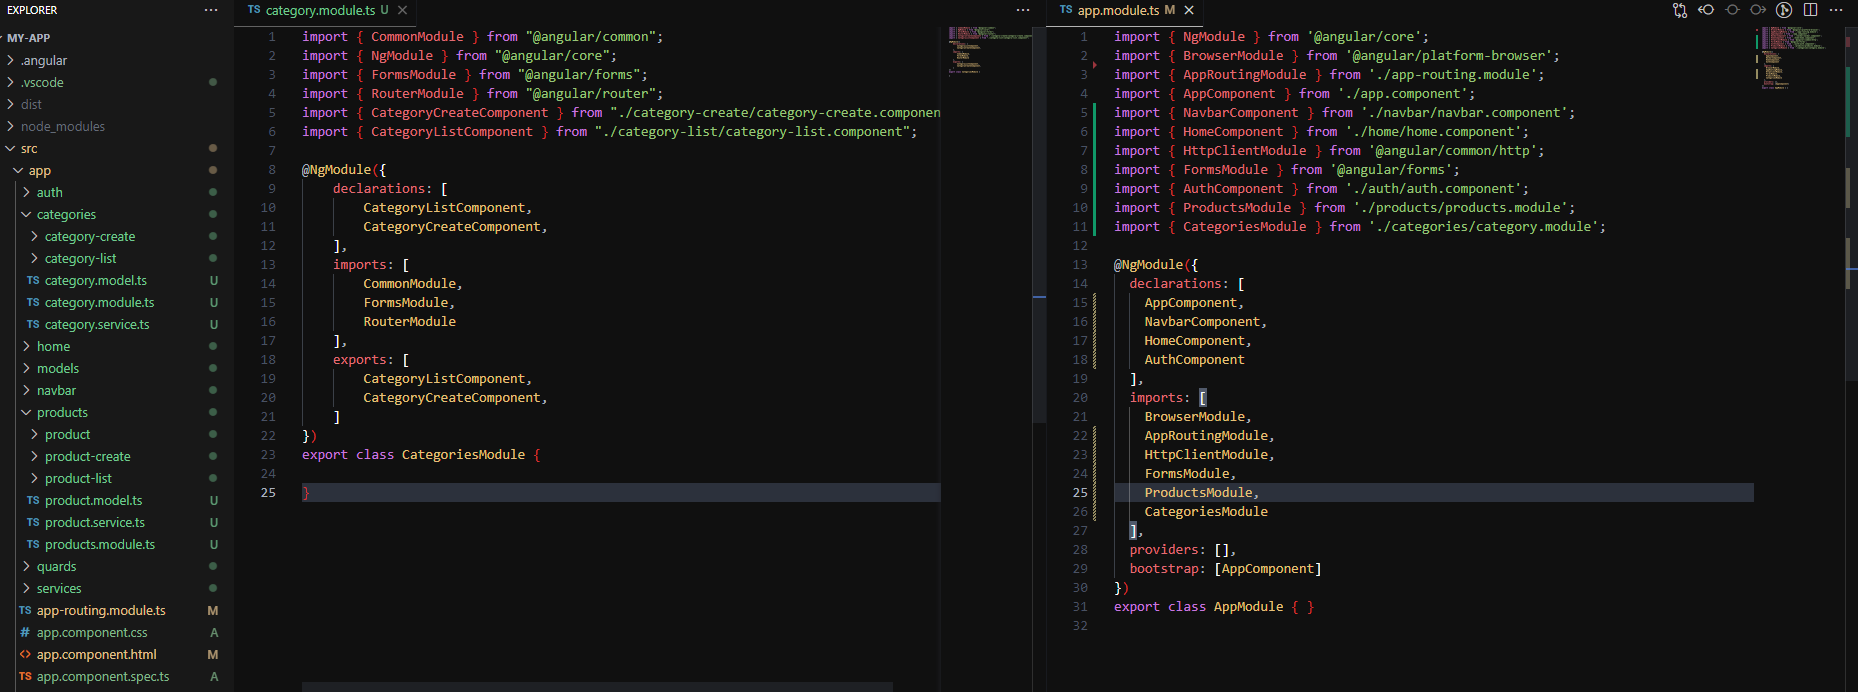 EXPLORER
MY-APP
.angular
.vscode
dist
node_modules
src
app
auth
categories
category-create
category-list
TS category.model.ts U
TS category.module.ts U
TS category.service.ts U
home
models
navbar
products
product
product-create
product-list
TS product.model.ts U
TS product.service.ts U
TS products.module.ts U
quards
services
TS app-routing.module.ts M
# app.component.css A
<> app.component.html M
TS app.component.spec.ts A
TS category.module.ts U
1 import { CommonModule } from "@angular/common";
2 import { NgModule } from "@angular/core";
3 import { FormsModule } from "@angular/forms";
4 import { RouterModule } from "@angular/router";
5 import { CategoryCreateComponent } from "./category-create/category-create.componen
6 import { CategoryListComponent } from "./category-list/category-list.component";
7
8 @NgModule({
9 declarations: [
10 CategoryListComponent,
11 CategoryCreateComponent,
12 ],
13 imports: [
14 CommonModule,
15 FormsModule,
16 RouterModule
17 ],
18 exports: [
19 CategoryListComponent,
20 CategoryCreateComponent,
21 ]
22 })
23 export class CategoriesModule {
24
25 }
TS app.module.ts M
1 import { NgModule } from '@angular/core';
2 import { BrowserModule } from '@angular/platform-browser';
3 import { AppRoutingModule } from './app-routing.module';
4 import { AppComponent } from './app.component';
5 import { NavbarComponent } from './navbar/navbar.component';
6 import { HomeComponent } from './home/home.component';
7 import { HttpClientModule } from '@angular/common/http';
8 import { FormsModule } from '@angular/forms';
9 import { AuthComponent } from './auth/auth.component';
10 import { ProductsModule } from './products/products.module';
11 import { CategoriesModule } from './categories/category.module';
12
13 @NgModule({
14 declarations: [
15 AppComponent,
16 NavbarComponent,
17 HomeComponent,
18 AuthComponent
19 ],
20 imports: [
21 BrowserModule,
22 AppRoutingModule,
23 HttpClientModule,
24 FormsModule,
25 ProductsModule,
26 CategoriesModule
27 ],
28 providers: [],
29 bootstrap: [AppComponent]
30 })
31 export class AppModule { }
32